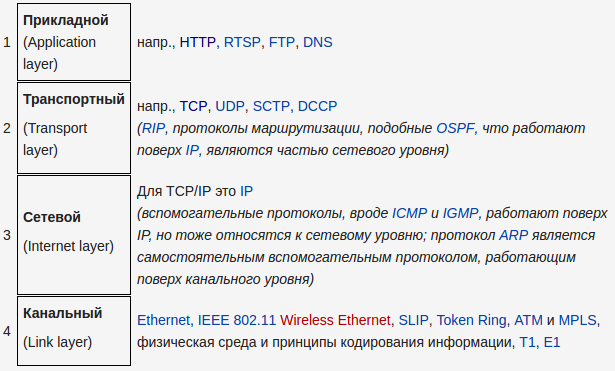 1
Прикладной
(Application
layer)
напр., HTTP, RTSP, FTP, DNS
2
Транспортный
(Transport
layer)
напр., TCP, UDP, SCTP, DCCP
(RIP, протоколы маршрутизации, подобные OSPF, что работают
поверх IP, являются частью сетевого уровня)
3
Сетевой
(Internet layer)
Для TCP/IP это IP
(вспомогательные протоколы, вроде ICMP и IGMP, работают поверх
IP, но тоже относятся к сетевому уровню; протокол ARP является
самостоятельным вспомогательным протоколом, работающим
поверх канального уровня)
4
Канальный
(Link layer)
Ethernet, IEEE 802.11 Wireless Ethernet, SLIP, Token Ring, ATM и MPLS,
физическая среда и принципы кодирования информации, T1, E1